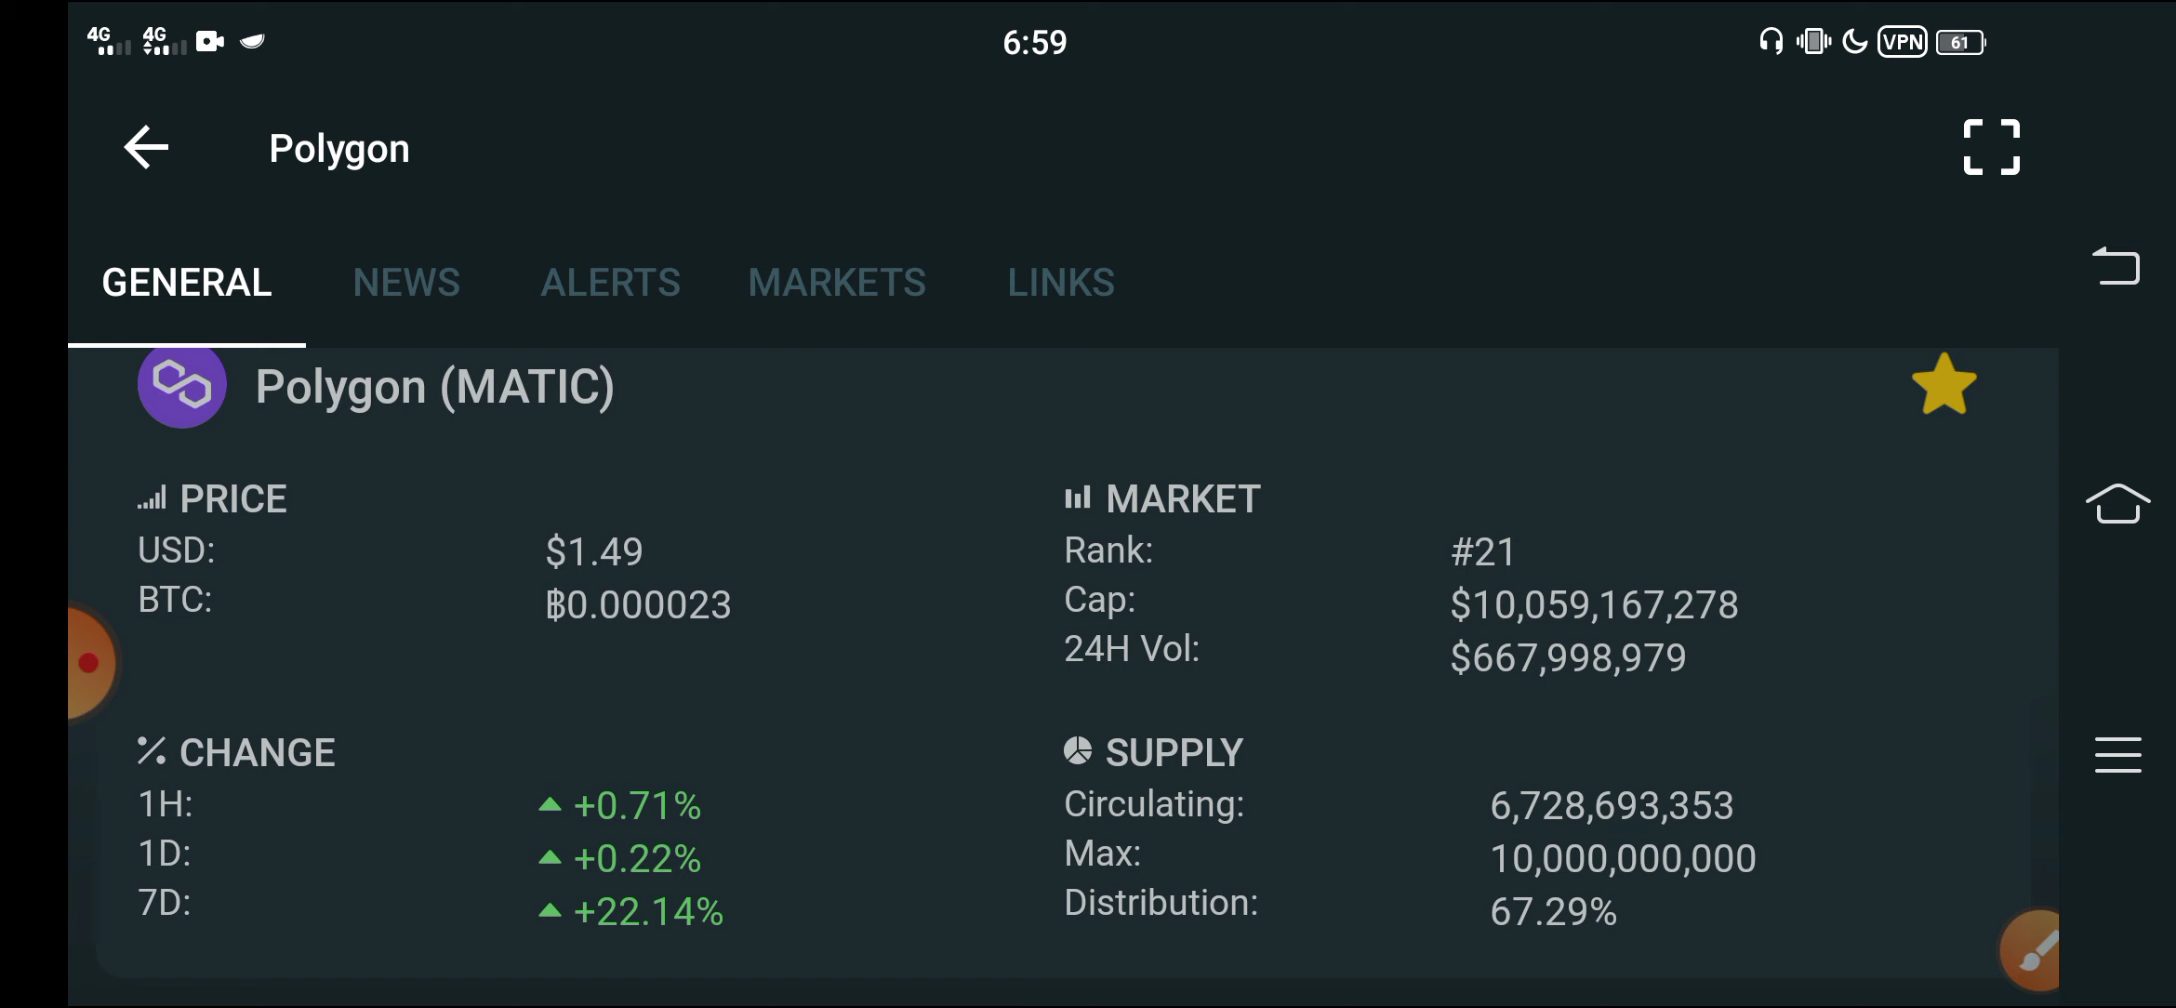 4G 4G 6:59 VPN 61
Polygon
GENERAL NEWS ALERTS MARKETS LINKS
Polygon (MATIC)
PRICE
USD: $1.49
BTC: ฿0.000023
MARKET
Rank: #21
Cap: $10,059,167,278
24H Vol: $667,998,979
CHANGE
1H: +0.71%
1D: +0.22%
7D: +22.14%
SUPPLY
Circulating: 6,728,693,353
Max: 10,000,000,000
Distribution: 67.29%